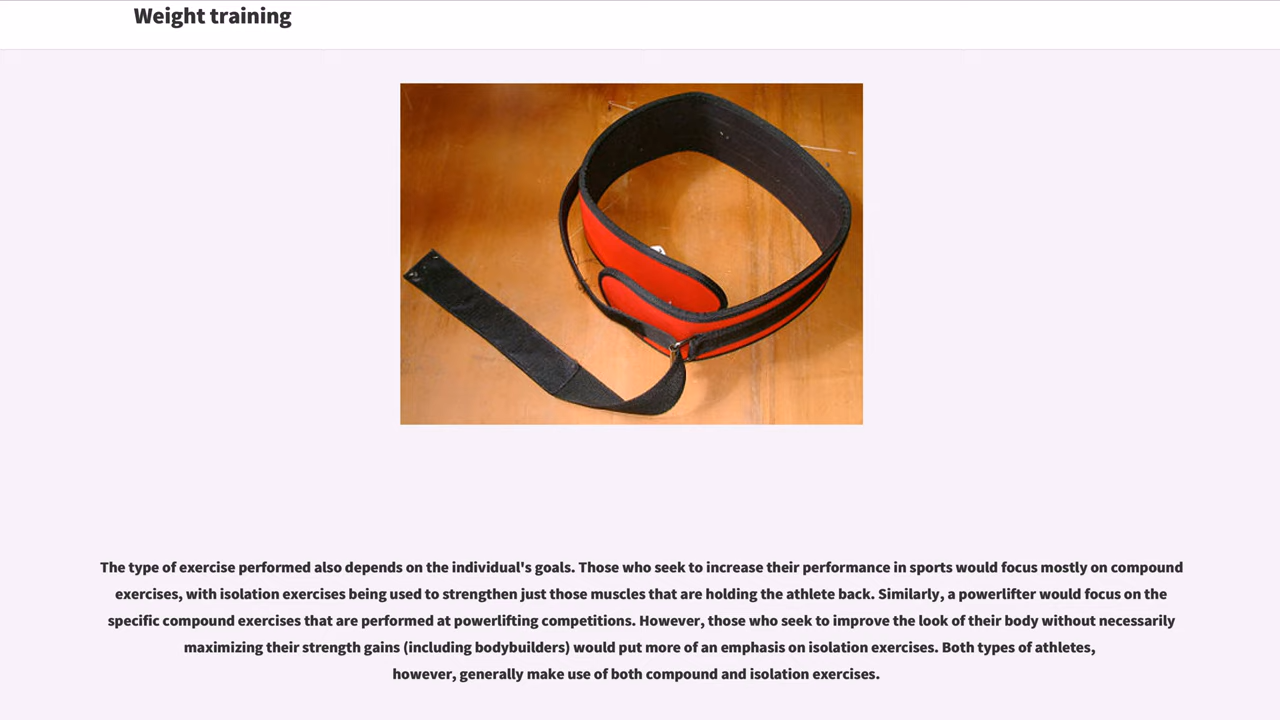 Weight training
The type of exercise performed also depends on the individual's goals. Those who seek to increase their performance in sports would focus mostly on compound
exercises, with isolation exercises being used to strengthen just those muscles that are holding the athlete back. Similarly, a powerlifter would focus on the
specific compound exercises that are performed at powerlifting competitions. However, those who seek to improve the look of their body without necessarily
maximizing their strength gains (including bodybuilders) would put more of an emphasis on isolation exercises. Both types of athletes,
however, generally make use of both compound and isolation exercises.